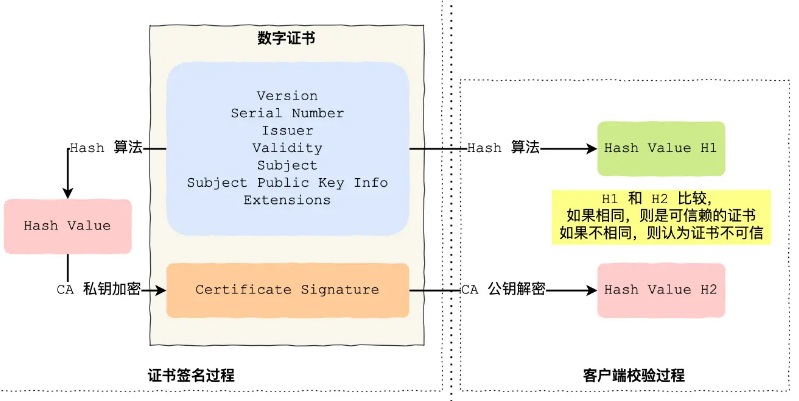 数字证书
Version
Serial Number
Issuer
Validity
Subject
Subject Public Key Info
Extensions
Hash 算法
Hash Value
CA 私钥加密
Certificate Signature
证书签名过程
Hash 算法
Hash Value H1
H1 和 H2 比较，
如果相同，则是可信赖的证书
如果不相同，则认为证书不可信
CA 公钥解密
Hash Value H2
客户端校验过程